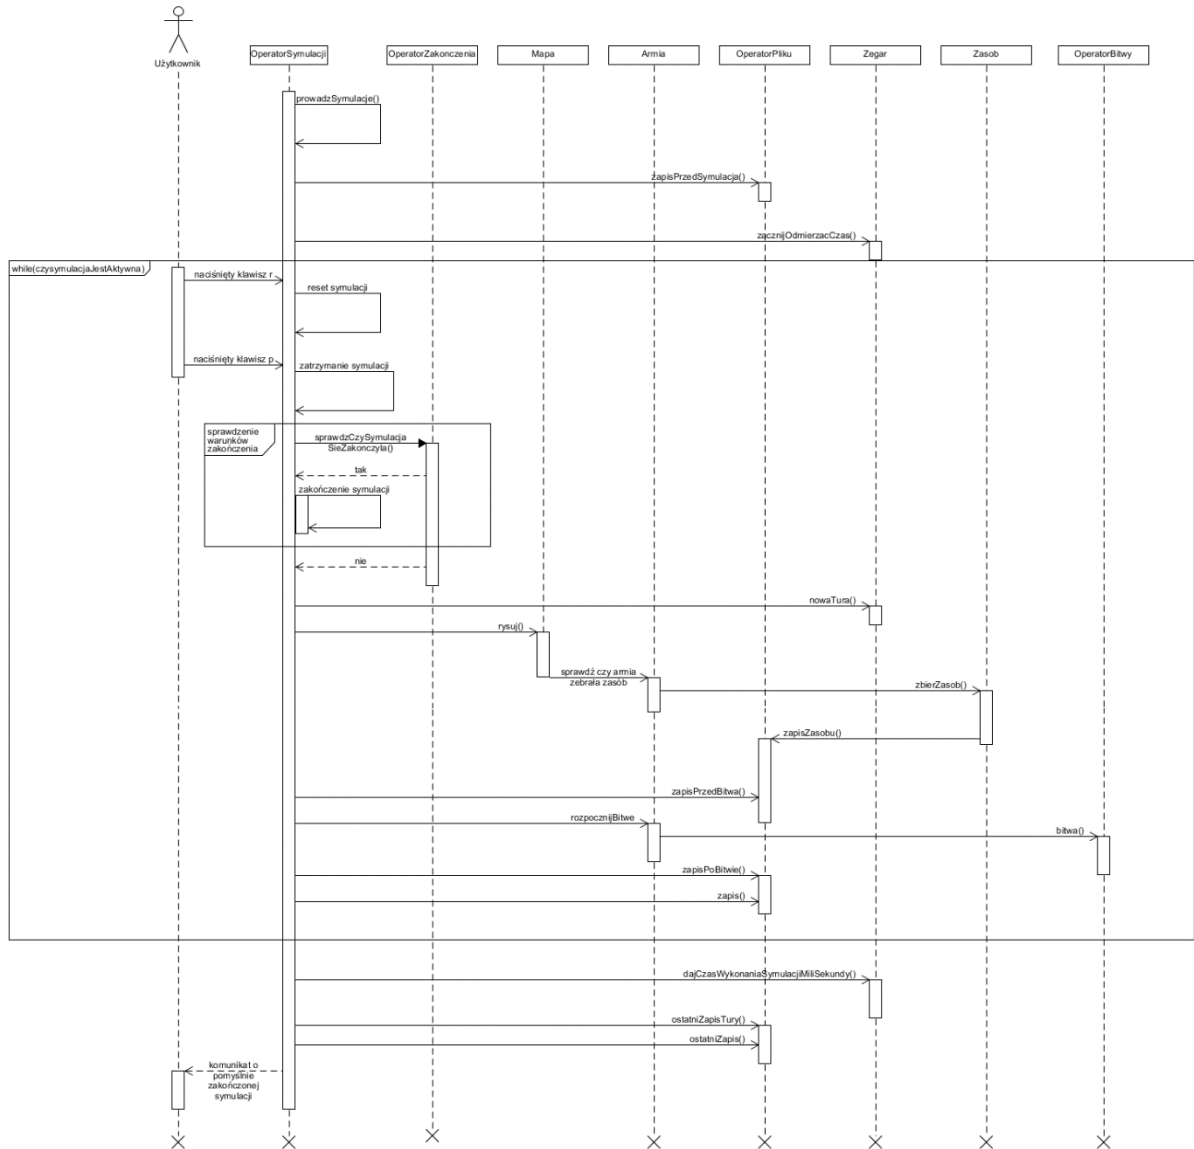 Użytkownik
OperatorSymulacji
OperatorZakonczenia
Mapa
Armia
OperatorPliku
Zegar
Zasob
OperatorBitwy
prowadzSymulacje()
zapisPrzedSymulacja()
zacznijOdmierzacCzas()
while(czysymulacjaJestAktywna)
naciśnięty klawisz r
reset symulacji
naciśnięty klawisz p
zatrzymanie symulacji
sprawdzenie
warunków
zakończenia
sprawdzCzySymulacja
SieZakonczyla()
tak
zakończenie symulacji
nie
nowaTura()
rysuj()
sprawdź czy armia
zebrała zasób
zbierZasob()
zapisZasobu()
zapisPrzedBitwa()
rozpocznijBitwe
bitwa()
zapisPoBitwie()
zapis()
dajCzasWykonaniaSymulacjiMiliSekundy()
ostatniZapisTury()
ostatniZapis()
komunikat o
pomyslnie
zakończonej
symulacji